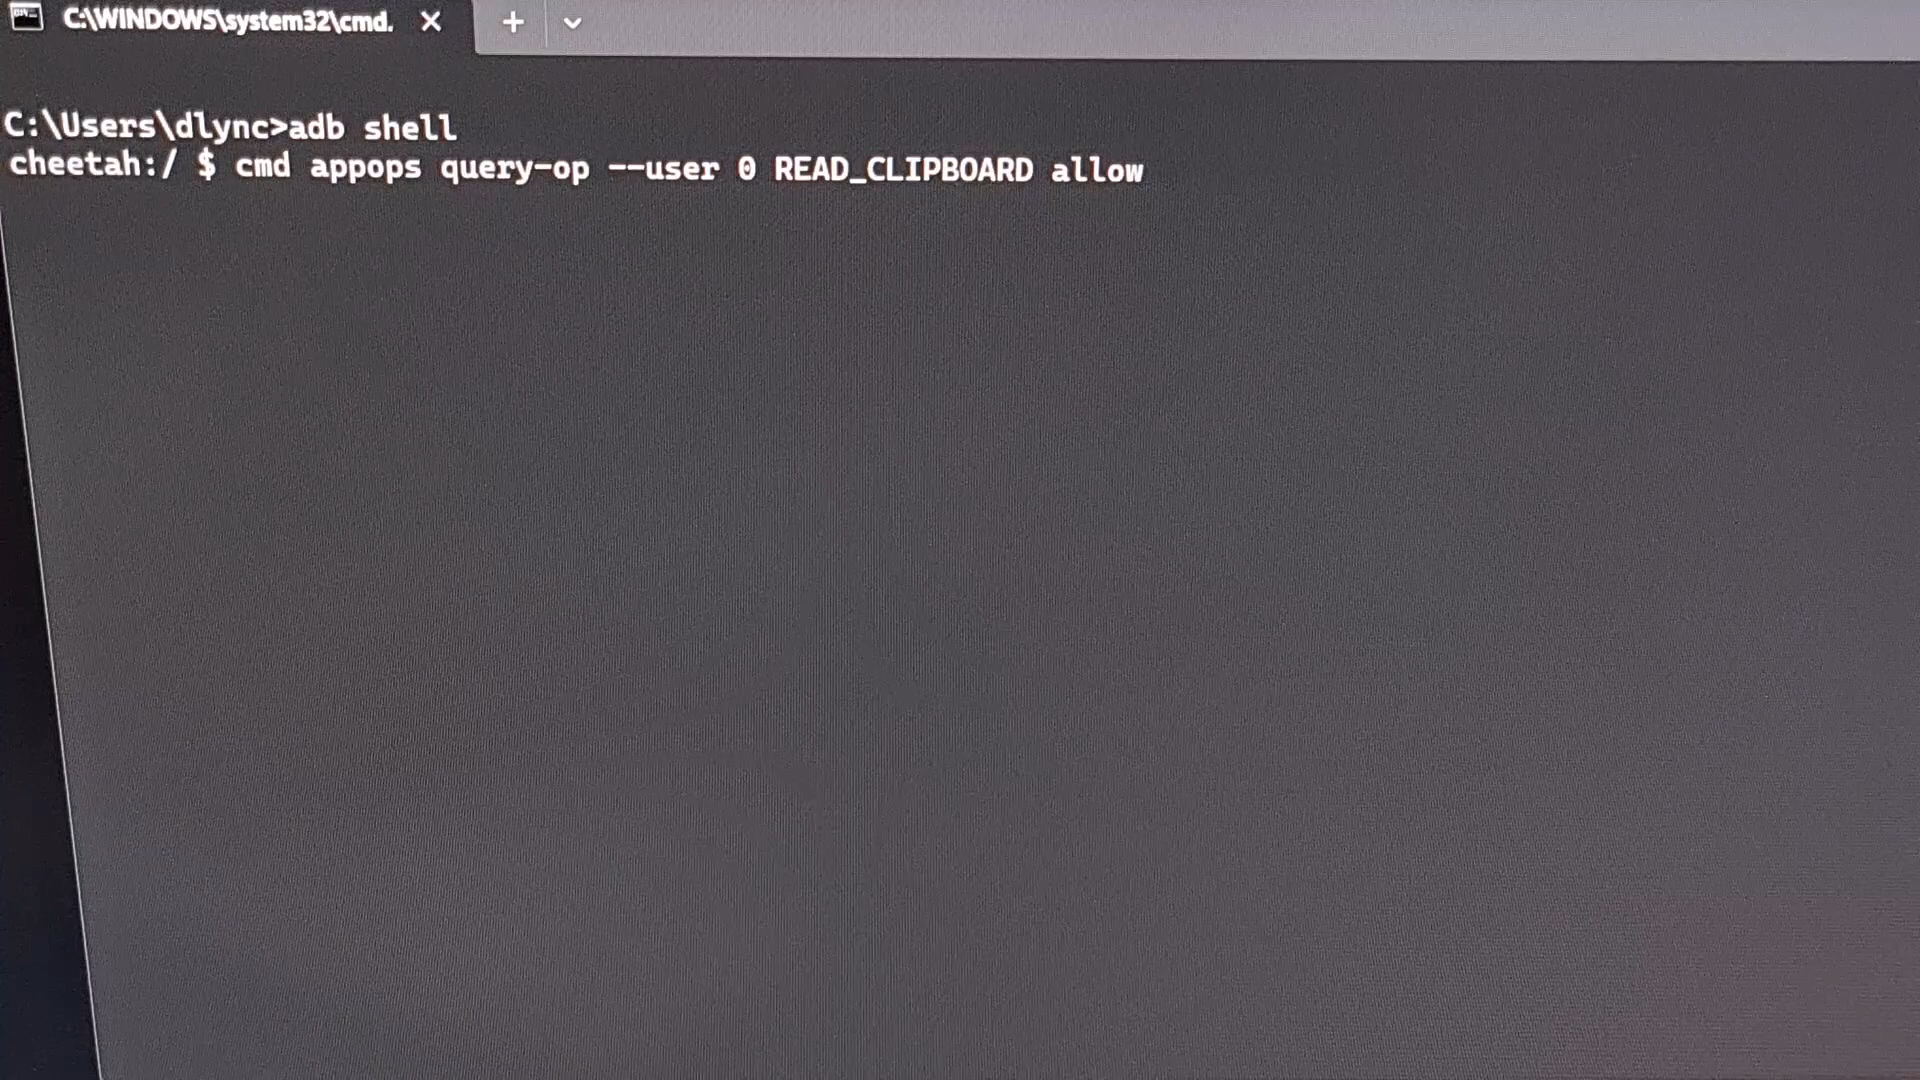 C:\WINDOWS\system32\cmd.
C:\Users\dlync>adb shell
cheetah:/ $ cmd appops query-op --user 0 READ_CLIPBOARD allow